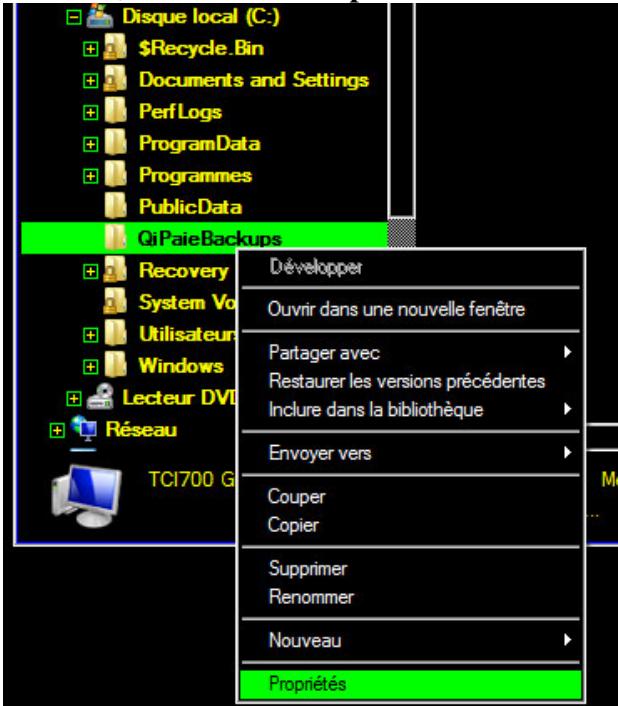 Disque local (C:)
$Recycle.Bin
Documents and Settings
PerfLogs
ProgramData
Programmes
PublicData
QiPaieBackups
Recovery
System Vo
Utilisateur
Windows
Lecteur DVD
Réseau
TCI700 G
Développer
Ouvrir dans une nouvelle fenêtre
Partager avec
Restaurer les versions précédentes
Inclure dans la bibliothèque
Envoyer vers
Couper
Copier
Supprimer
Renommer
Nouveau
Propriétés